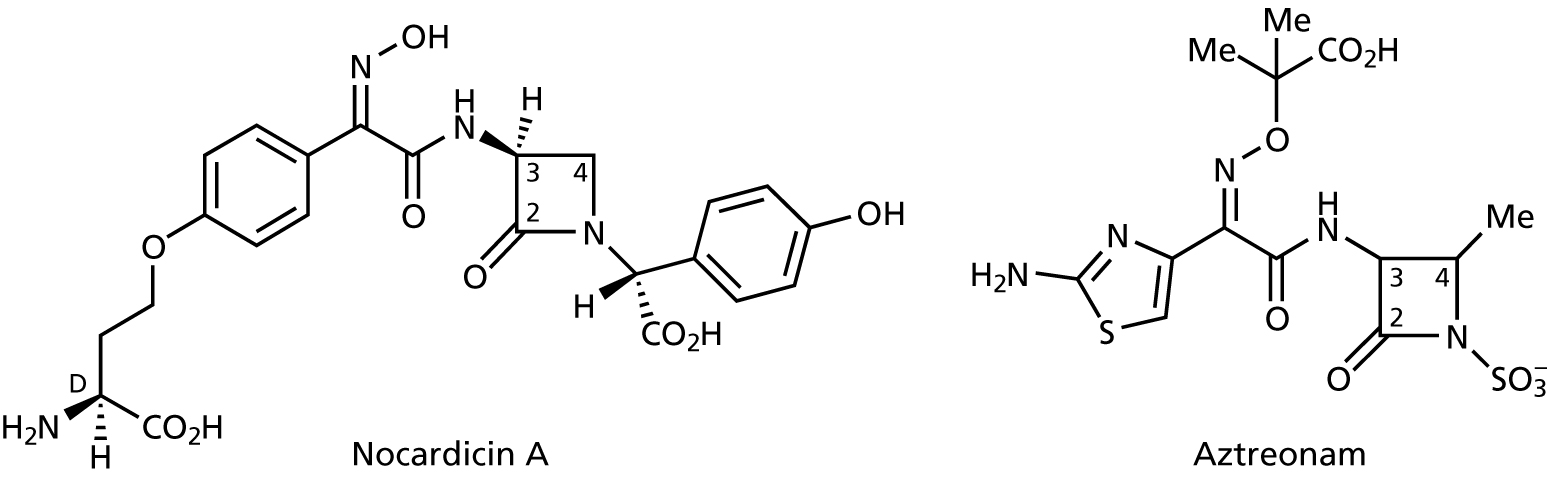 OH
N
H
N
H
3
4
O
2
O
N
OH
O
H
CO2H
D
H2N
H
CO2H
Nocardicin A
Me
Me
CO2H
O
N
H
N
Me
N
H2N
3
4
O
S
2
N
O
SO3−
Aztreonam